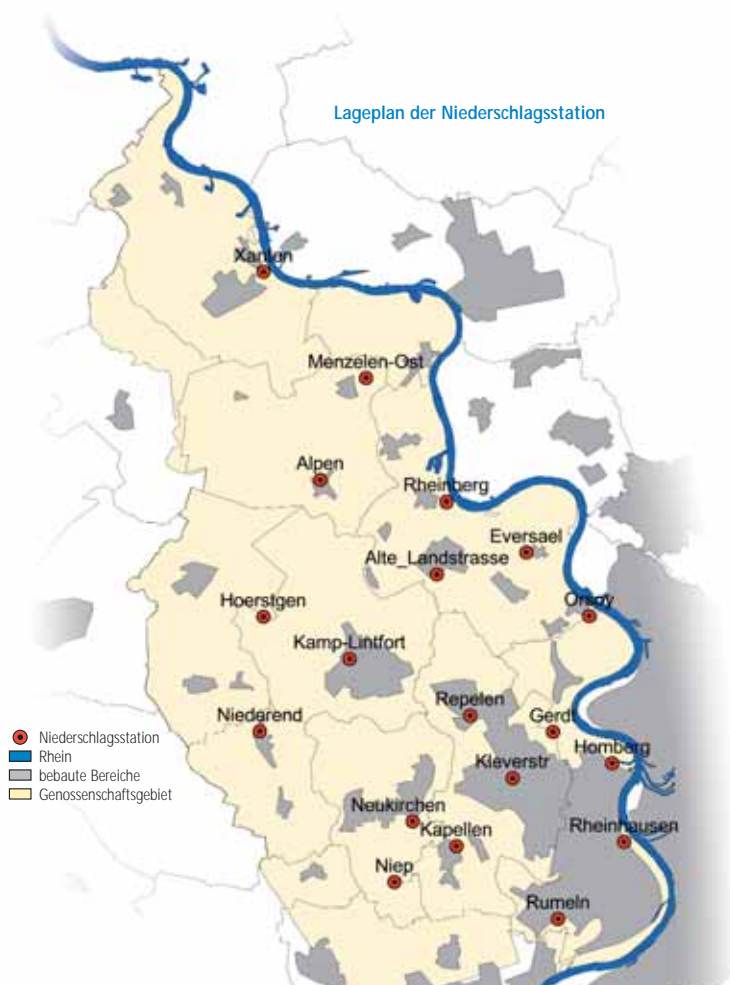 Lageplan der Niederschlagsstation
Xanten
Menzelen-Ost
Alpen
Rheinberg
Eversael
Alte_Landstrasse
Hoerstgen
Orsoy
Kamp-Lintfort
Repelen
Niederend
Gerdt
Niederschlagsstation
Rhein
Homberg
bebaute Bereiche
Kleverstr
Genossenschaftsgebiet
Neukirchen
Rheinhausen
Kapellen
Niep
Rumeln